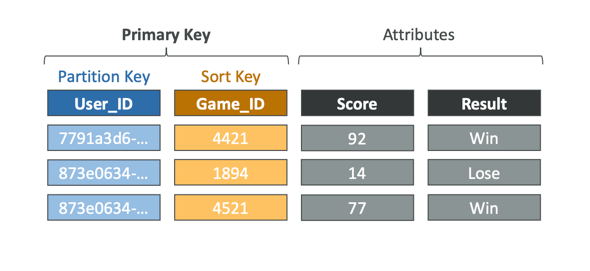 Primary Key Attributes
Partition Key Sort Key
User_ID Game_ID Score Result
7791a3d6-... 4421 92 Win
873e0634-... 1894 14 Lose
873e0634-... 4521 77 Win